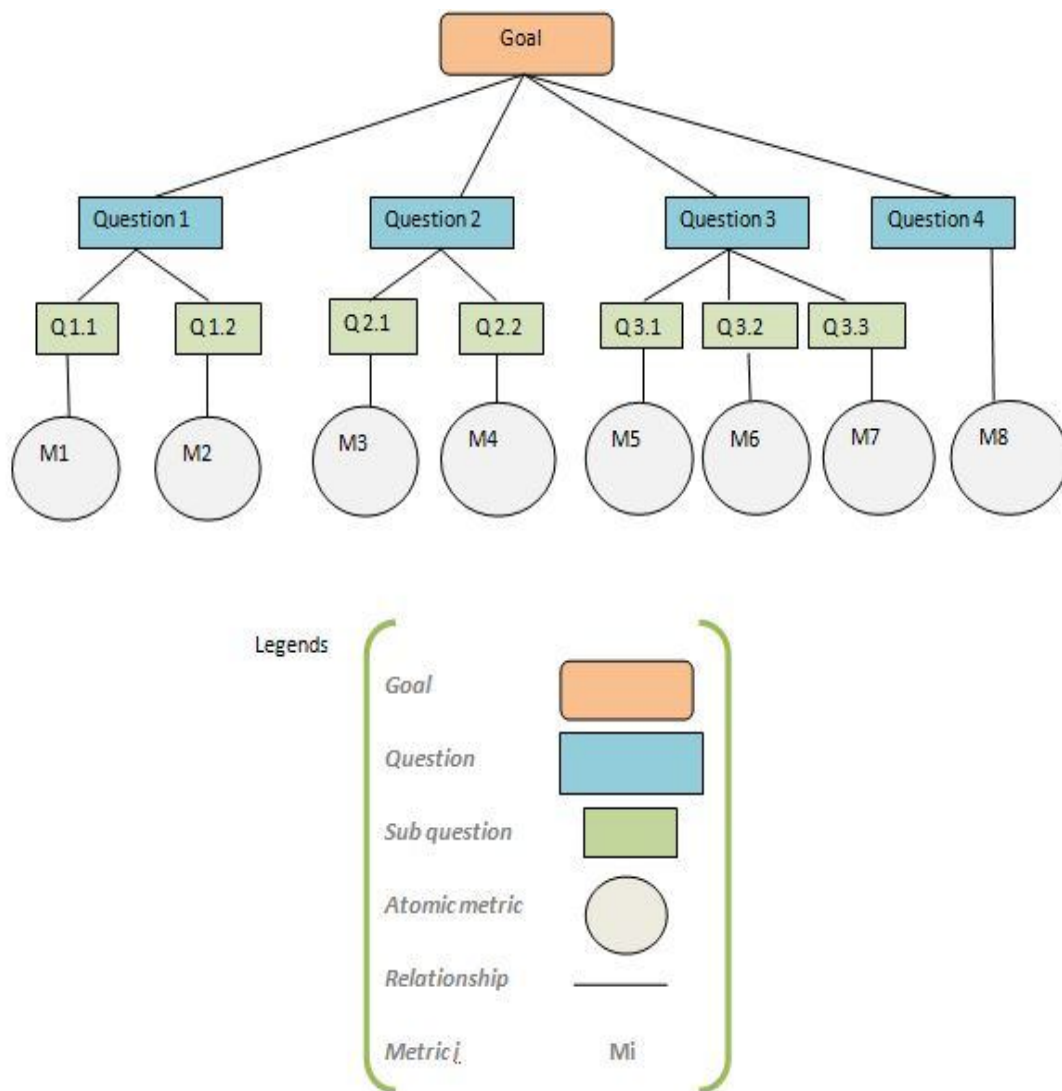 Goal
Question 1 Question 2 Question 3 Question 4
Q 1.1 Q 1.2 Q 2.1 Q 2.2 Q 3.1 Q 3.2 Q 3.3
M1 M2 M3 M4 M5 M6 M7 M8
Legends
Goal
Question
Sub question
Atomic metric
Relationship
Metric i Mi